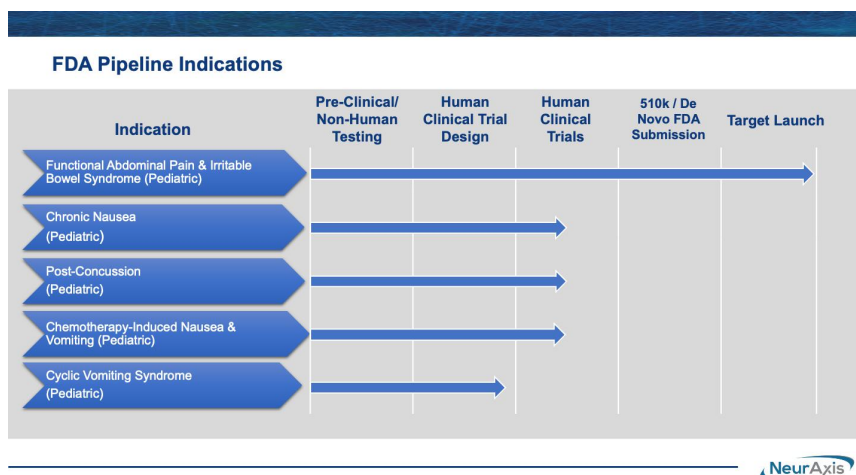 FDA Pipeline Indications
Indication
Pre-Clinical/
Non-Human
Testing
Human
Clinical Trial
Design
Human
Clinical
Trials
510k / De
Novo FDA
Submission
Target Launch
Functional Abdominal Pain & Irritable
Bowel Syndrome (Pediatric)
Chronic Nausea
(Pediatric)
Post-Concussion
(Pediatric)
Chemotherapy-Induced Nausea &
Vomiting (Pediatric)
Cyclic Vomiting Syndrome
(Pediatric)
NeurAxis